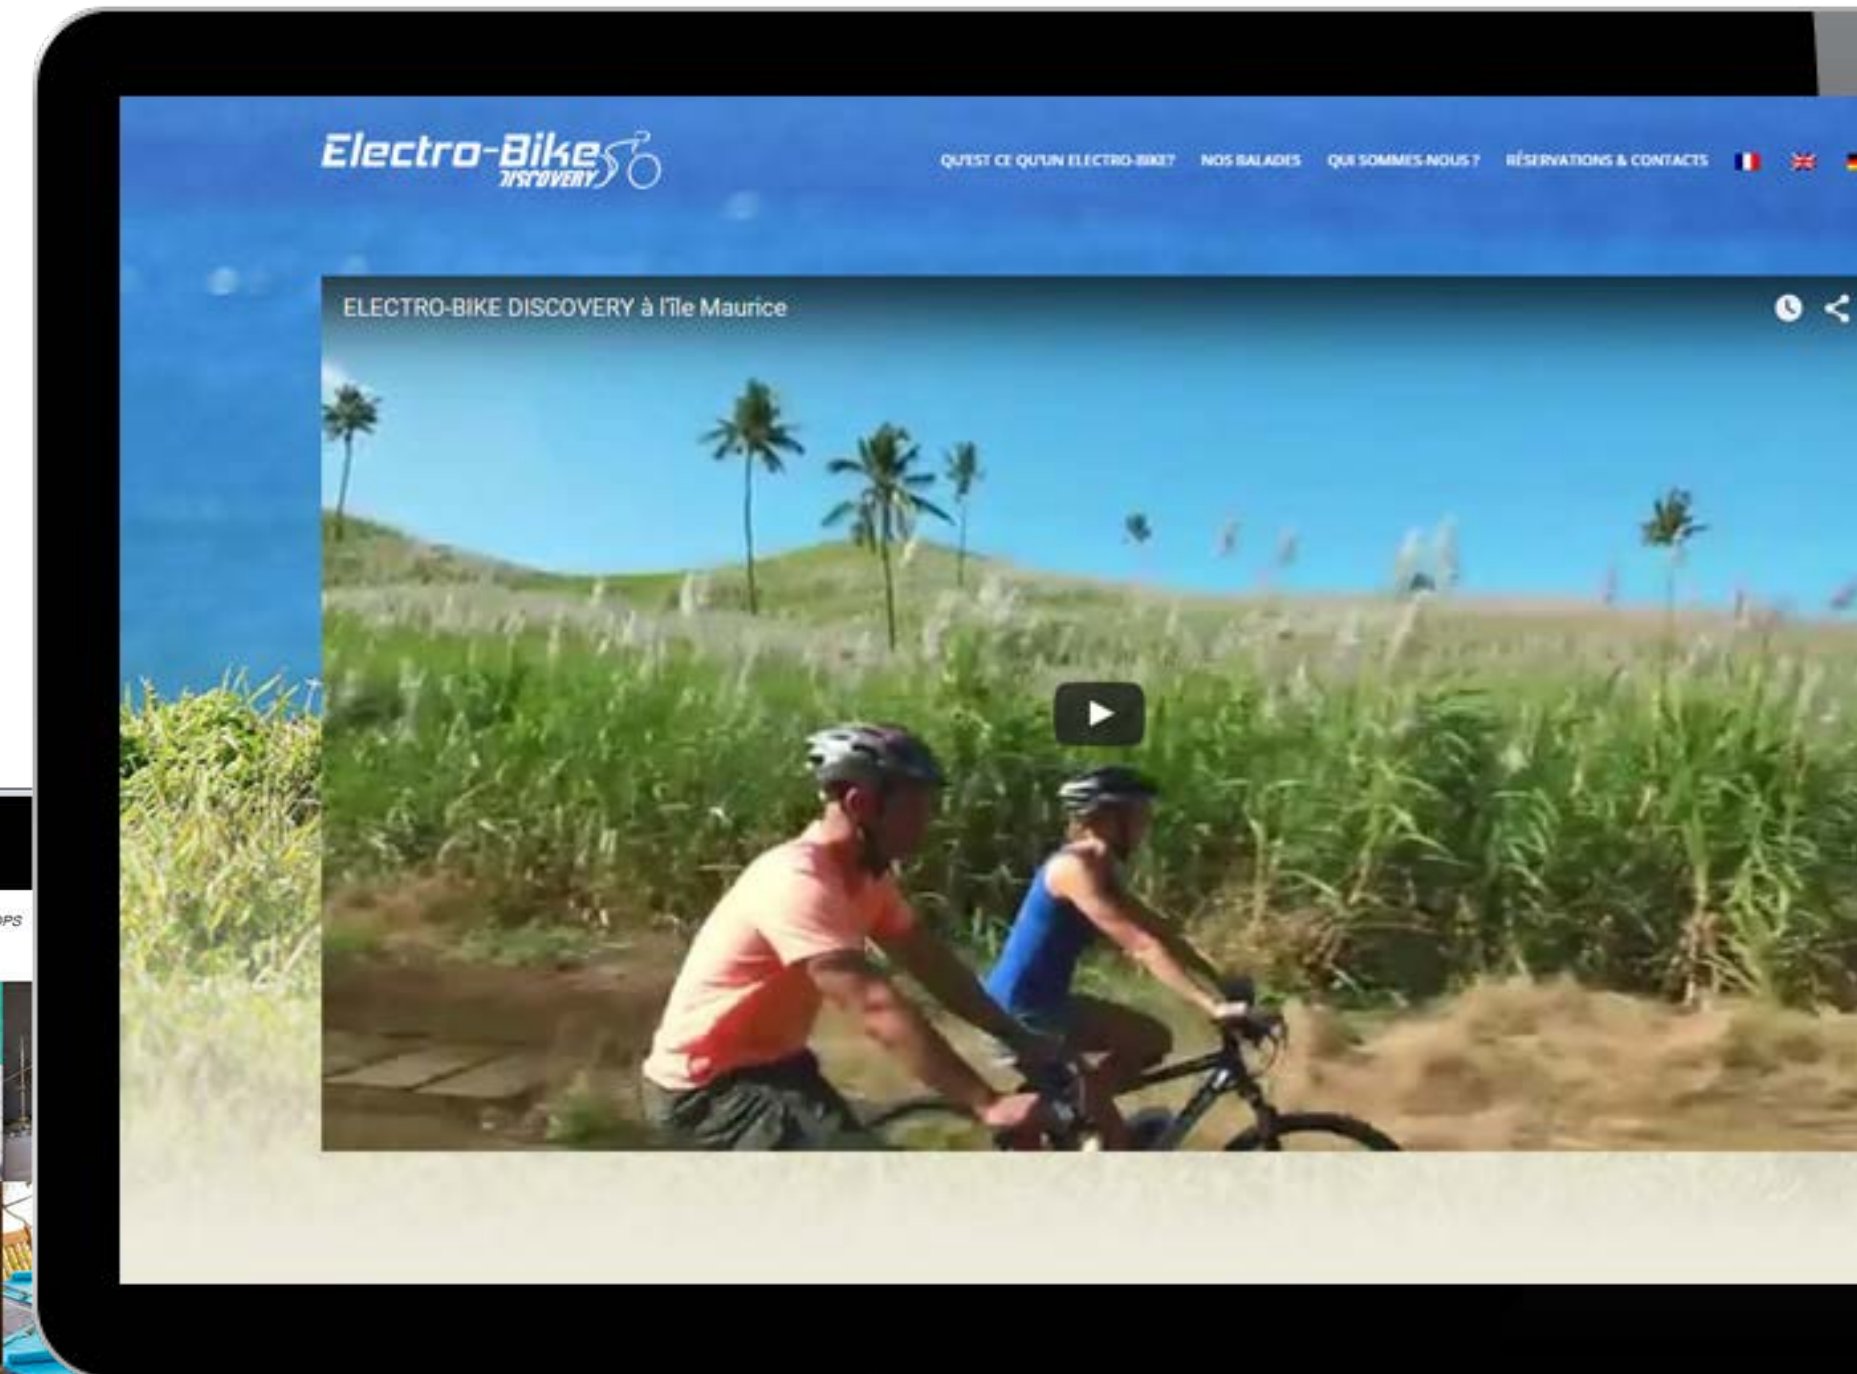 Electro-Bike
DISCOVERY
QU'EST CE QU'UN ELECTRO-BIKE? NOS BALADES QUI SOMMES-NOUS ? RÉSERVATIONS & CONTACTS
ELECTRO-BIKE DISCOVERY à l'île Maurice
OPS